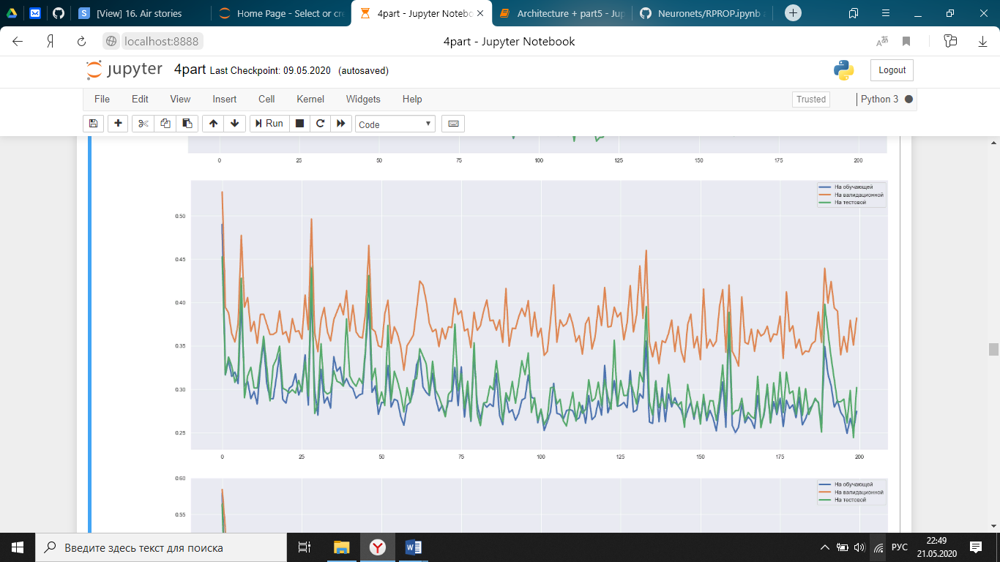 [View] 16. Air stories
Home Page - Select or cre
4part - Jupyter Notebo
Architecture + part5 - Jup
Neuronets/RPROP.ipynb
localhost:8888
4part - Jupyter Notebook
jupyter 4part Last Checkpoint: 09.05.2020 (autosaved)
Logout
File Edit View Insert Cell Kernel Widgets Help
Trusted
Python 3
Run
Code
0 25 50 75 100 125 150 175 200
На обучающей
На валидационной
На тестовой
0.50
0.45
0.40
0.35
0.30
0.25
0 25 50 75 100 125 150 175 200
0.60
На обучающей
На валидационной
На тестовой
0.55
Введите здесь текст для поиска
РУС
22:49
21.05.2020